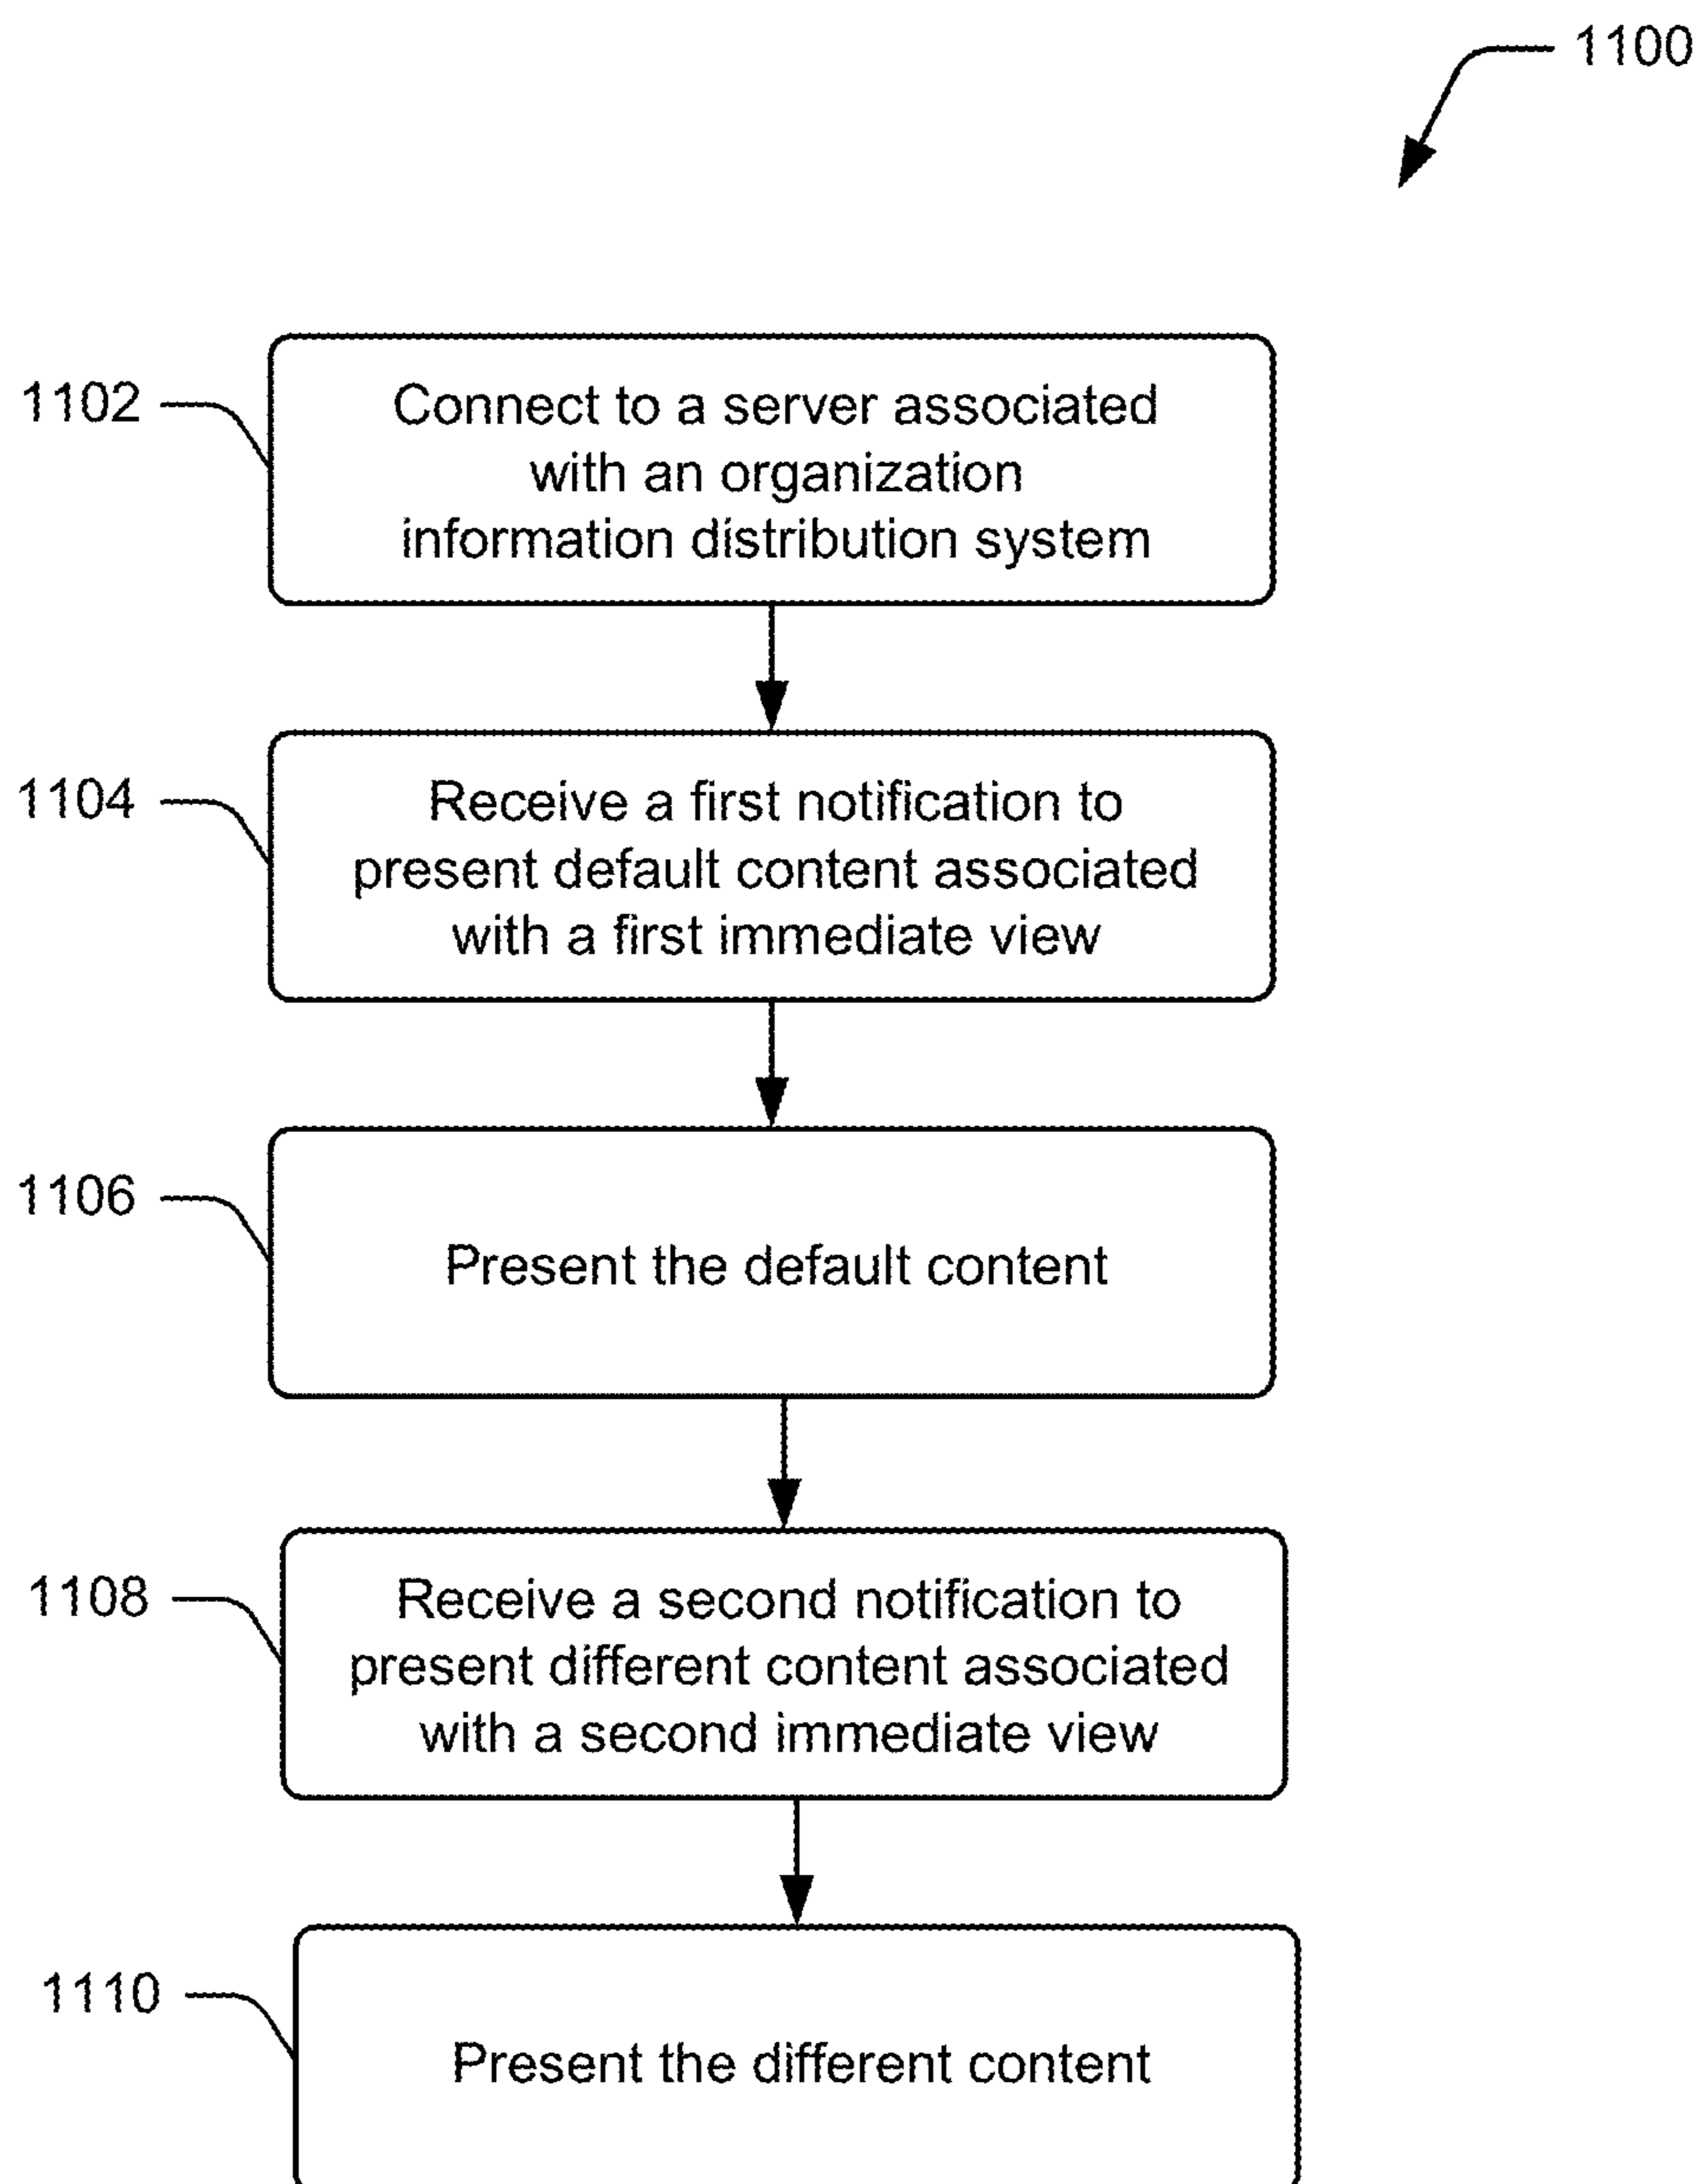 1100
1102
Connect to a server associated
with an organization
information distribution system
1104
Receive a first notification to
present default content associated
with a first immediate view
1106
Present the default content
1108
Receive a second notification to
present different content associated
with a second immediate view
1110
Present the different content